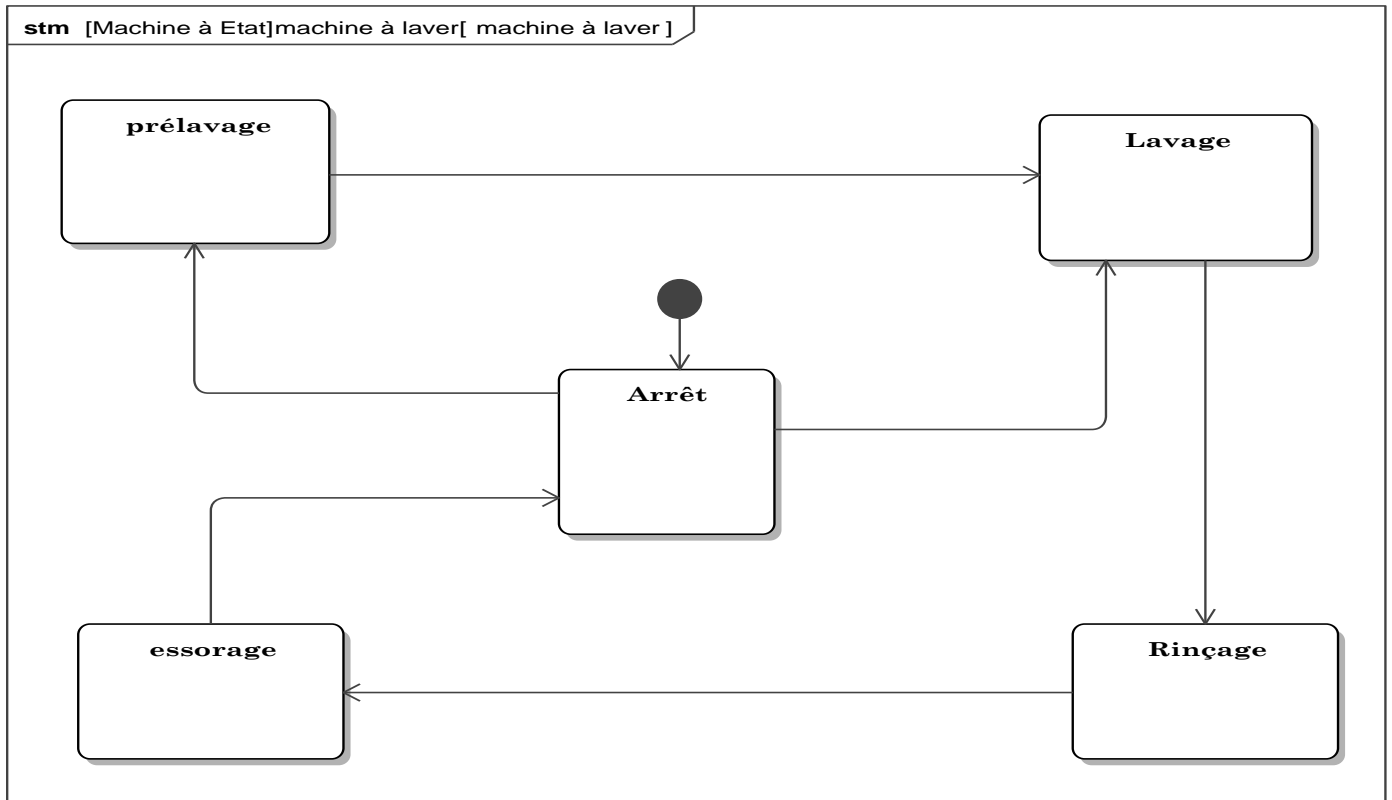 stm [Machine à Etat]machine à laver[ machine à laver ]
prélavage
Lavage
Arrêt
essorage
Rinçage